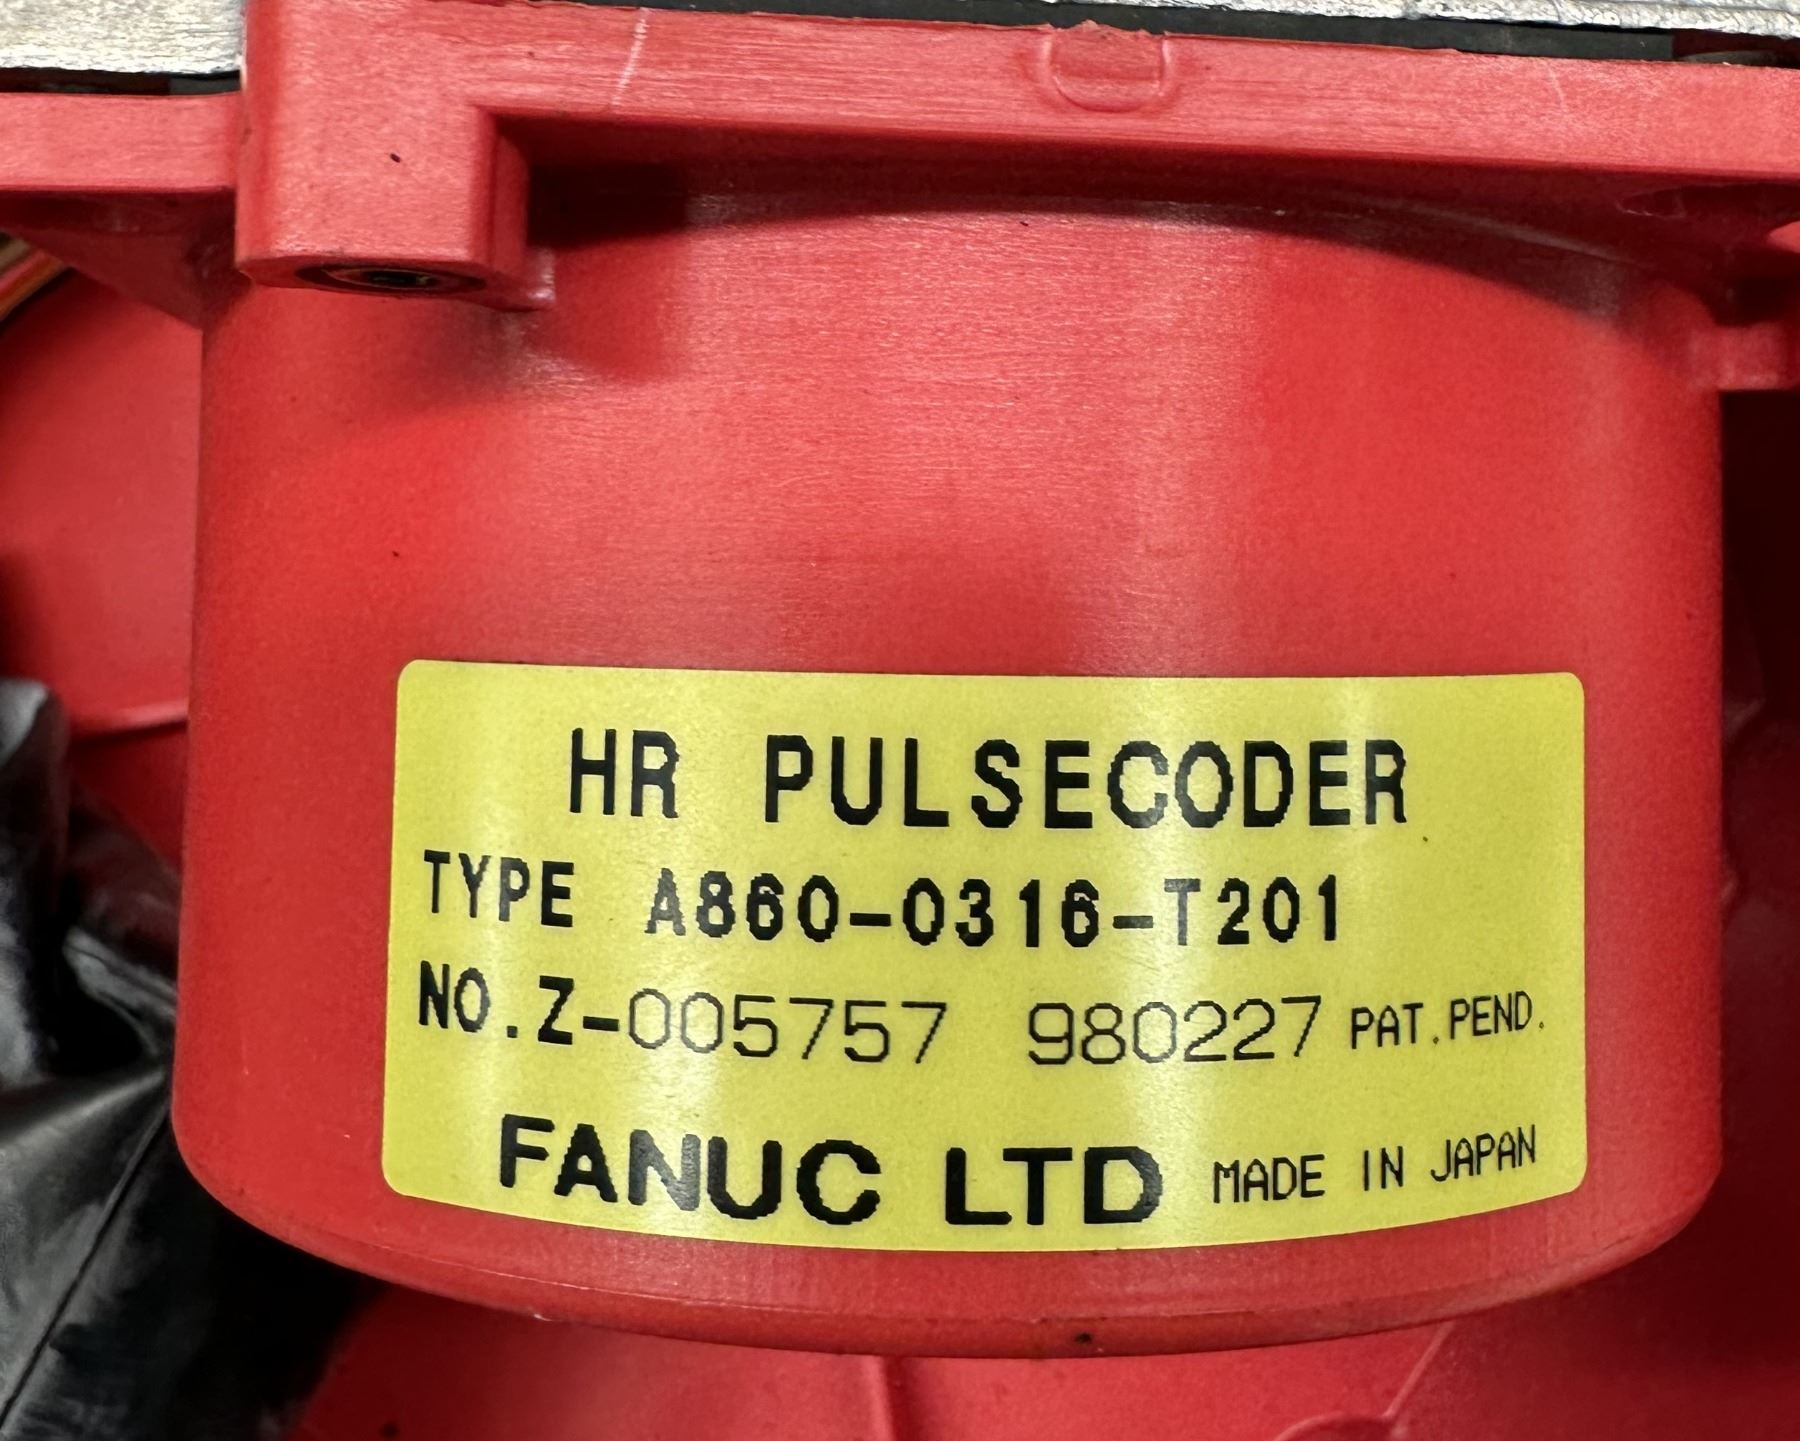 HR PULSECODER
TYPE A860-0316-T201
NO.Z-005757 980227 PAT.PEND.
FANUC LTD MADE IN JAPAN